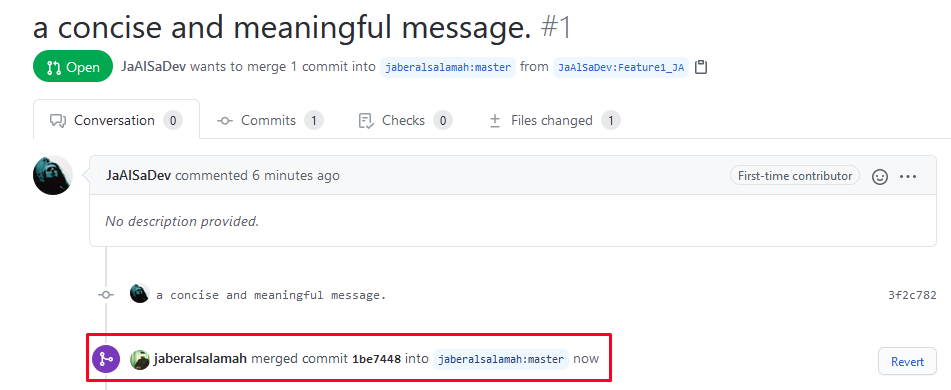 a concise and meaningful message. #1
Open JaAlSaDev wants to merge 1 commit into jaberalsalamah:master from JaAlSaDev:Feature1_JA
Conversation 0 Commits 1 Checks 0 Files changed 1
JaAlSaDev commented 6 minutes ago First-time contributor
No description provided.
a concise and meaningful message. 3f2c782
jaberalsalamah merged commit 1be7448 into jaberalsalamah:master now Revert